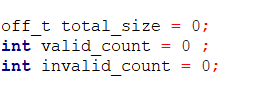 off_t total_size = 0;
int valid_count = 0 ;
int invalid_count = 0;